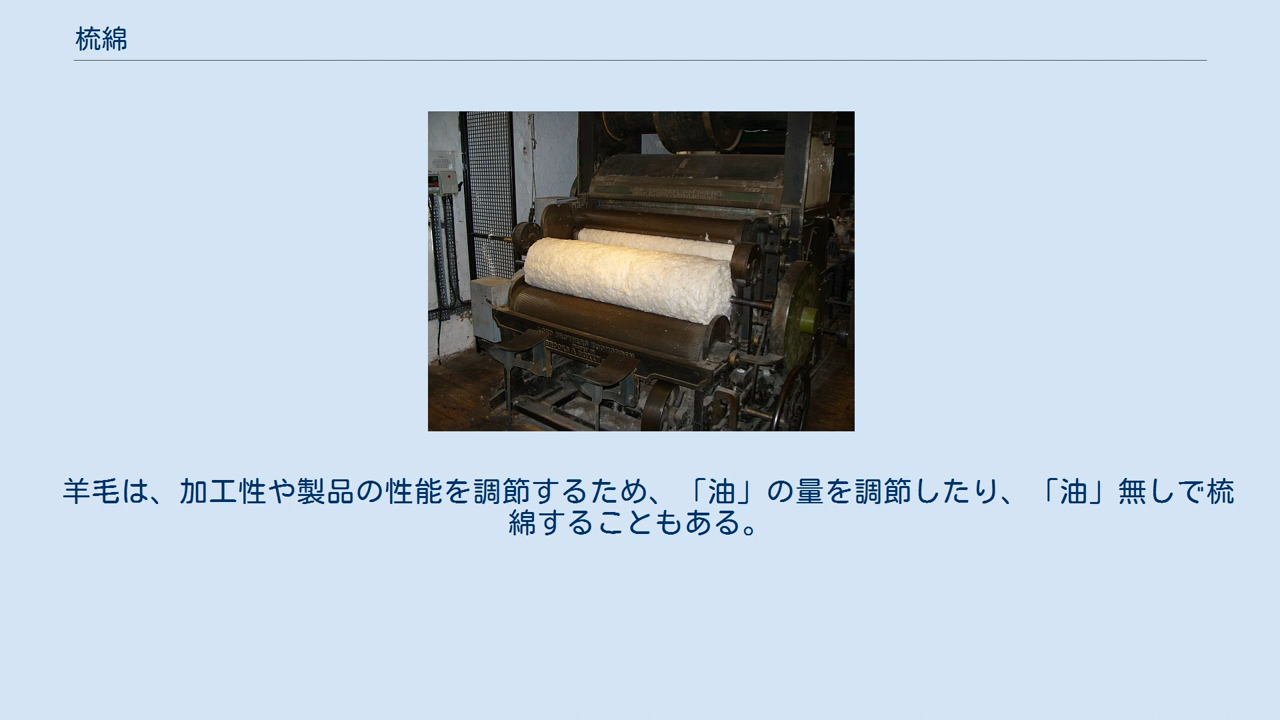 梳綿
羊毛は、加工性や製品の性能を調節するため、「油」の量を調節したり、「油」無しで梳
綿することもある。